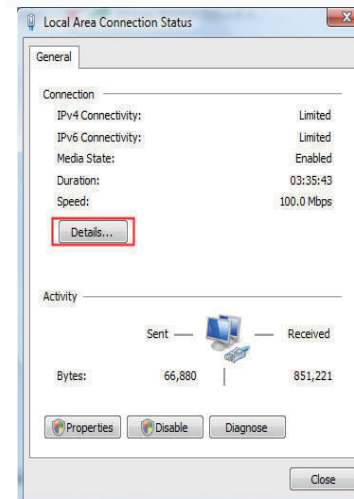 Local Area Connection Status
General
Connection
IPv4 Connectivity: Limited
IPv6 Connectivity: Limited
Media State: Enabled
Duration: 03:35:43
Speed: 100.0 Mbps
Details...
Activity
Sent — — Received
Bytes: 66,880 | 851,221
Properties Disable Diagnose
Close